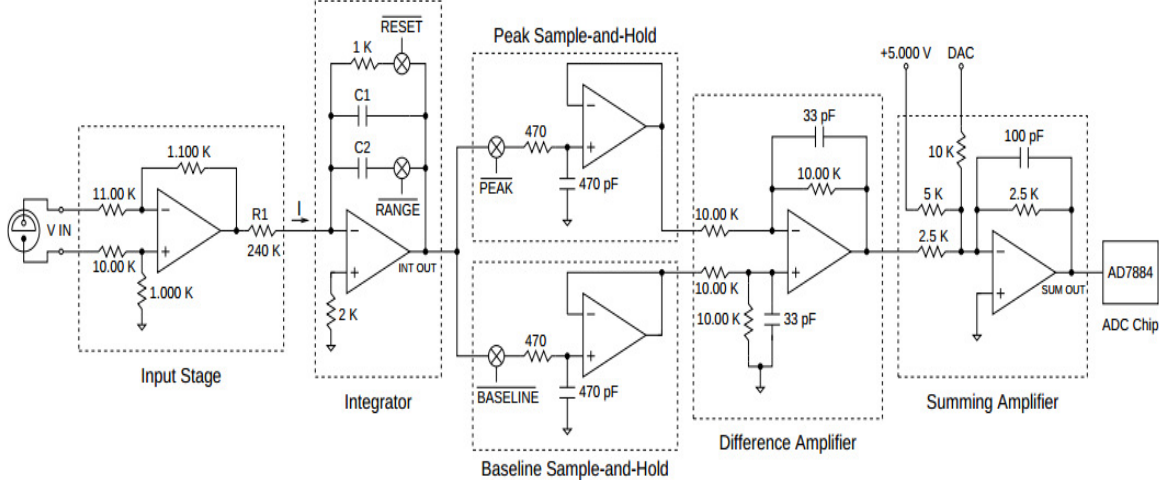 RESET
1 K
C1
C2
RANGE
1.100 K
11.00 K
V IN
10.00 K
1.000 K
R1
240 K
I
INT OUT
2 K
Input Stage
Integrator
Peak Sample-and-Hold
470
PEAK
470 pF
470
BASELINE
470 pF
Baseline Sample-and-Hold
33 pF
10.00 K
10.00 K
10.00 K
10.00 K
33 pF
Difference Amplifier
+5.000 V
DAC
10 K
100 pF
5 K
2.5 K
2.5 K
SUM OUT
AD7884
ADC Chip
Summing Amplifier
−
+
−
+
−
+
−
+
−
+
−
+